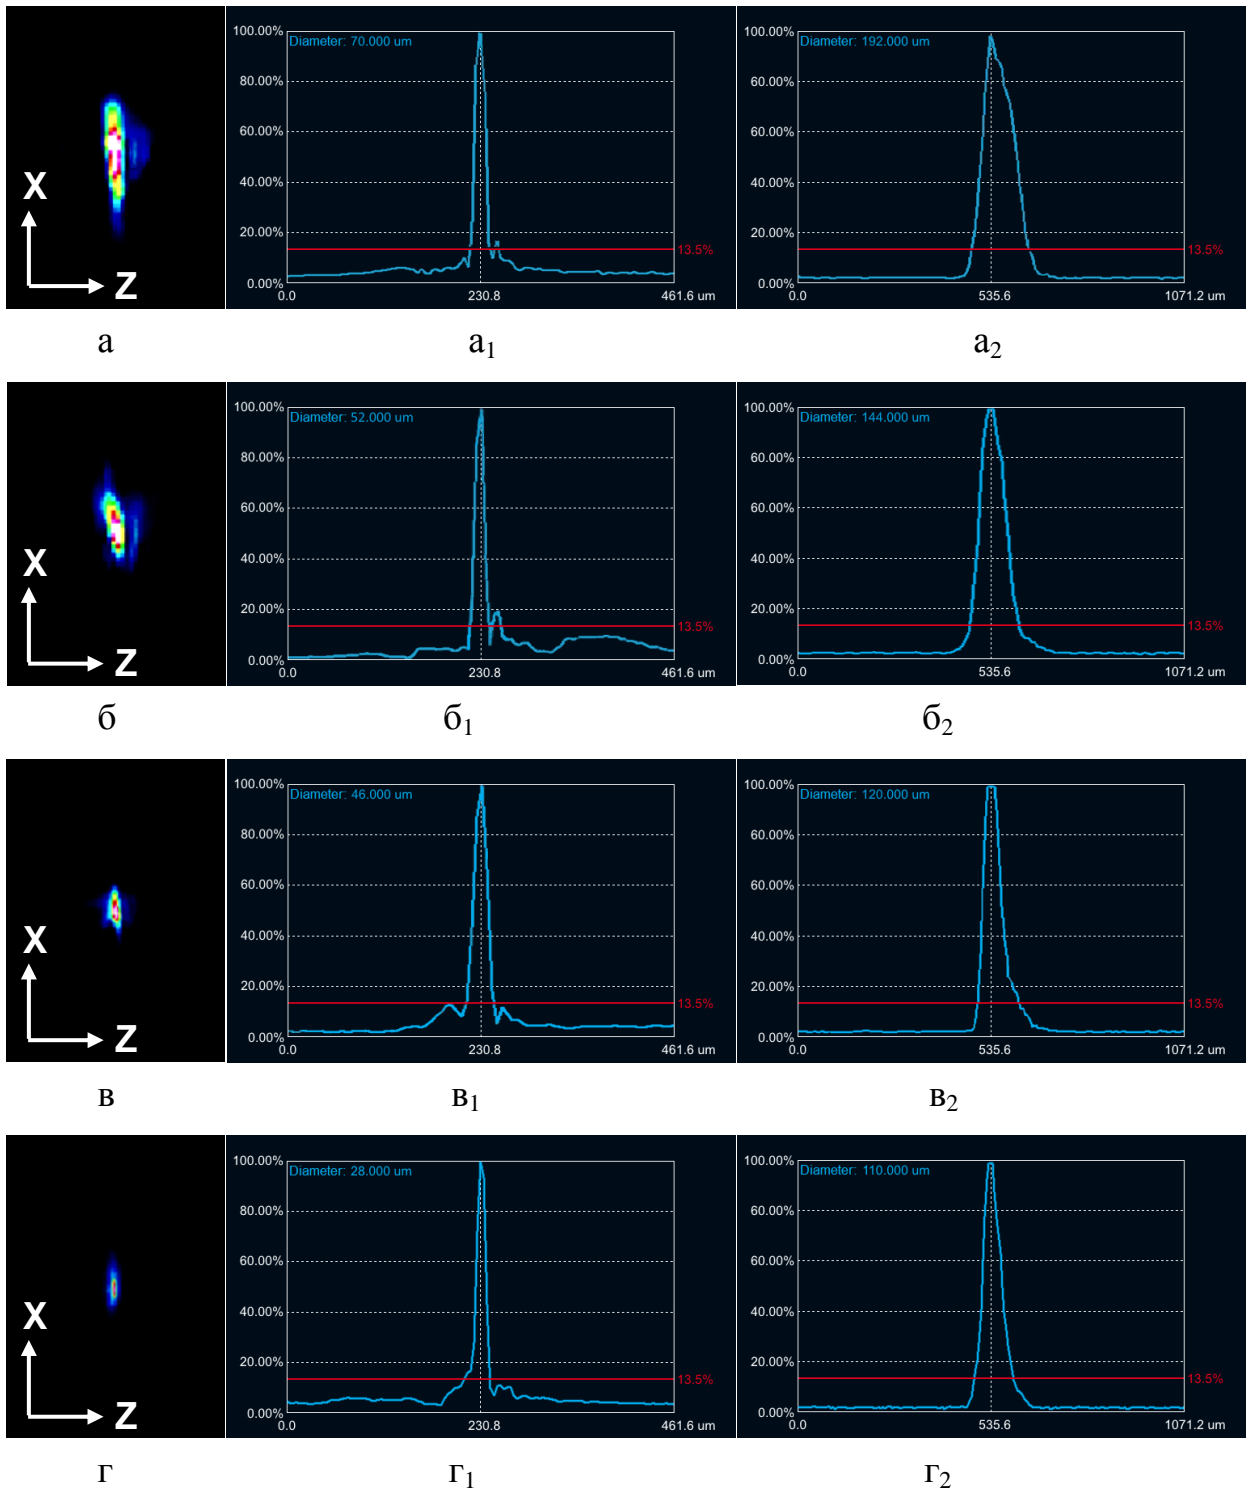 X
Z
100.00%
80.00%
60.00%
40.00%
20.00%
0.00%
Diameter: 70.000 um
13.5%
0.0
230.8
461.6 um
100.00%
80.00%
60.00%
40.00%
20.00%
0.00%
Diameter: 192.000 um
13.5%
0.0
535.6
1071.2 um
а
а₁
а₂
X
Z
100.00%
80.00%
60.00%
40.00%
20.00%
0.00%
Diameter: 52.000 um
13.5%
0.0
230.8
461.6 um
100.00%
80.00%
60.00%
40.00%
20.00%
0.00%
Diameter: 144.000 um
13.5%
0.0
535.6
1071.2 um
б
б₁
б₂
X
Z
100.00%
80.00%
60.00%
40.00%
20.00%
0.00%
Diameter: 46.000 um
13.5%
0.0
230.8
461.6 um
100.00%
80.00%
60.00%
40.00%
20.00%
0.00%
Diameter: 120.000 um
13.5%
0.0
535.6
1071.2 um
в
в₁
в₂
X
Z
100.00%
80.00%
60.00%
40.00%
20.00%
0.00%
Diameter: 28.000 um
13.5%
0.0
230.8
461.6 um
100.00%
80.00%
60.00%
40.00%
20.00%
0.00%
Diameter: 110.000 um
13.5%
0.0
535.6
1071.2 um
г
г₁
г₂